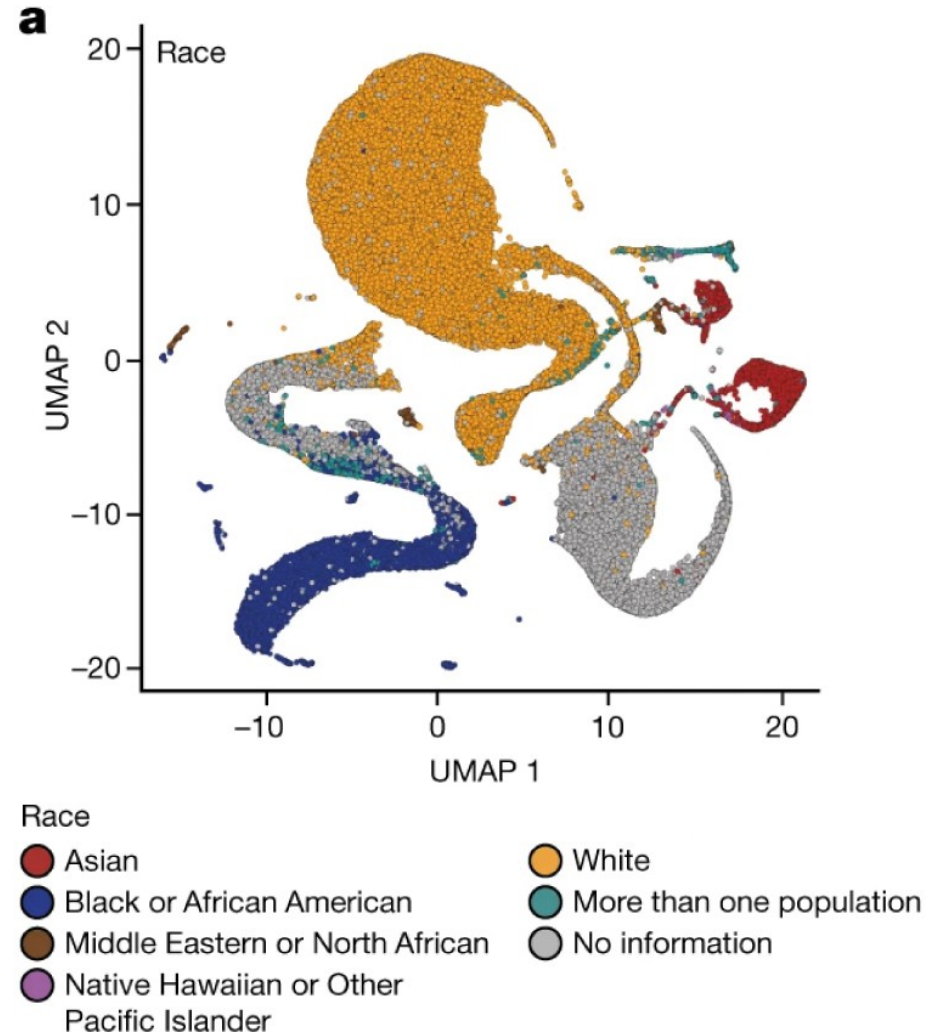 a
Race
20
10
0
−10
−20
UMAP 2
−10 0 10 20
UMAP 1
Race
Asian
Black or African American
Middle Eastern or North African
Native Hawaiian or Other
Pacific Islander
White
More than one population
No information